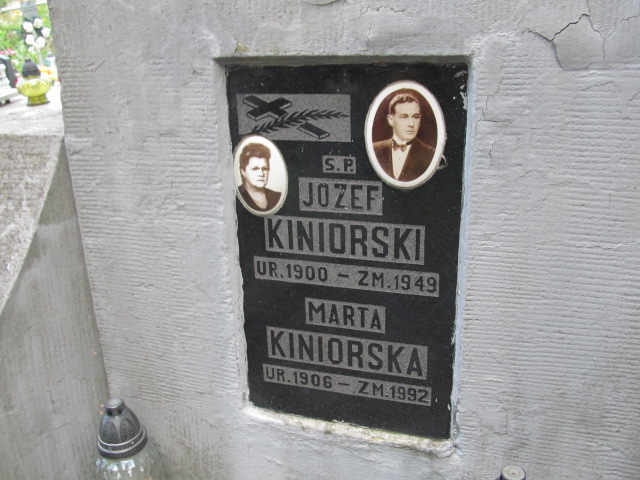 S.P.
JÓZEF
KINIORSKI
UR.1900 – ZM.1949
MARTA
KINIORSKA
UR.1906 – ZM.1992